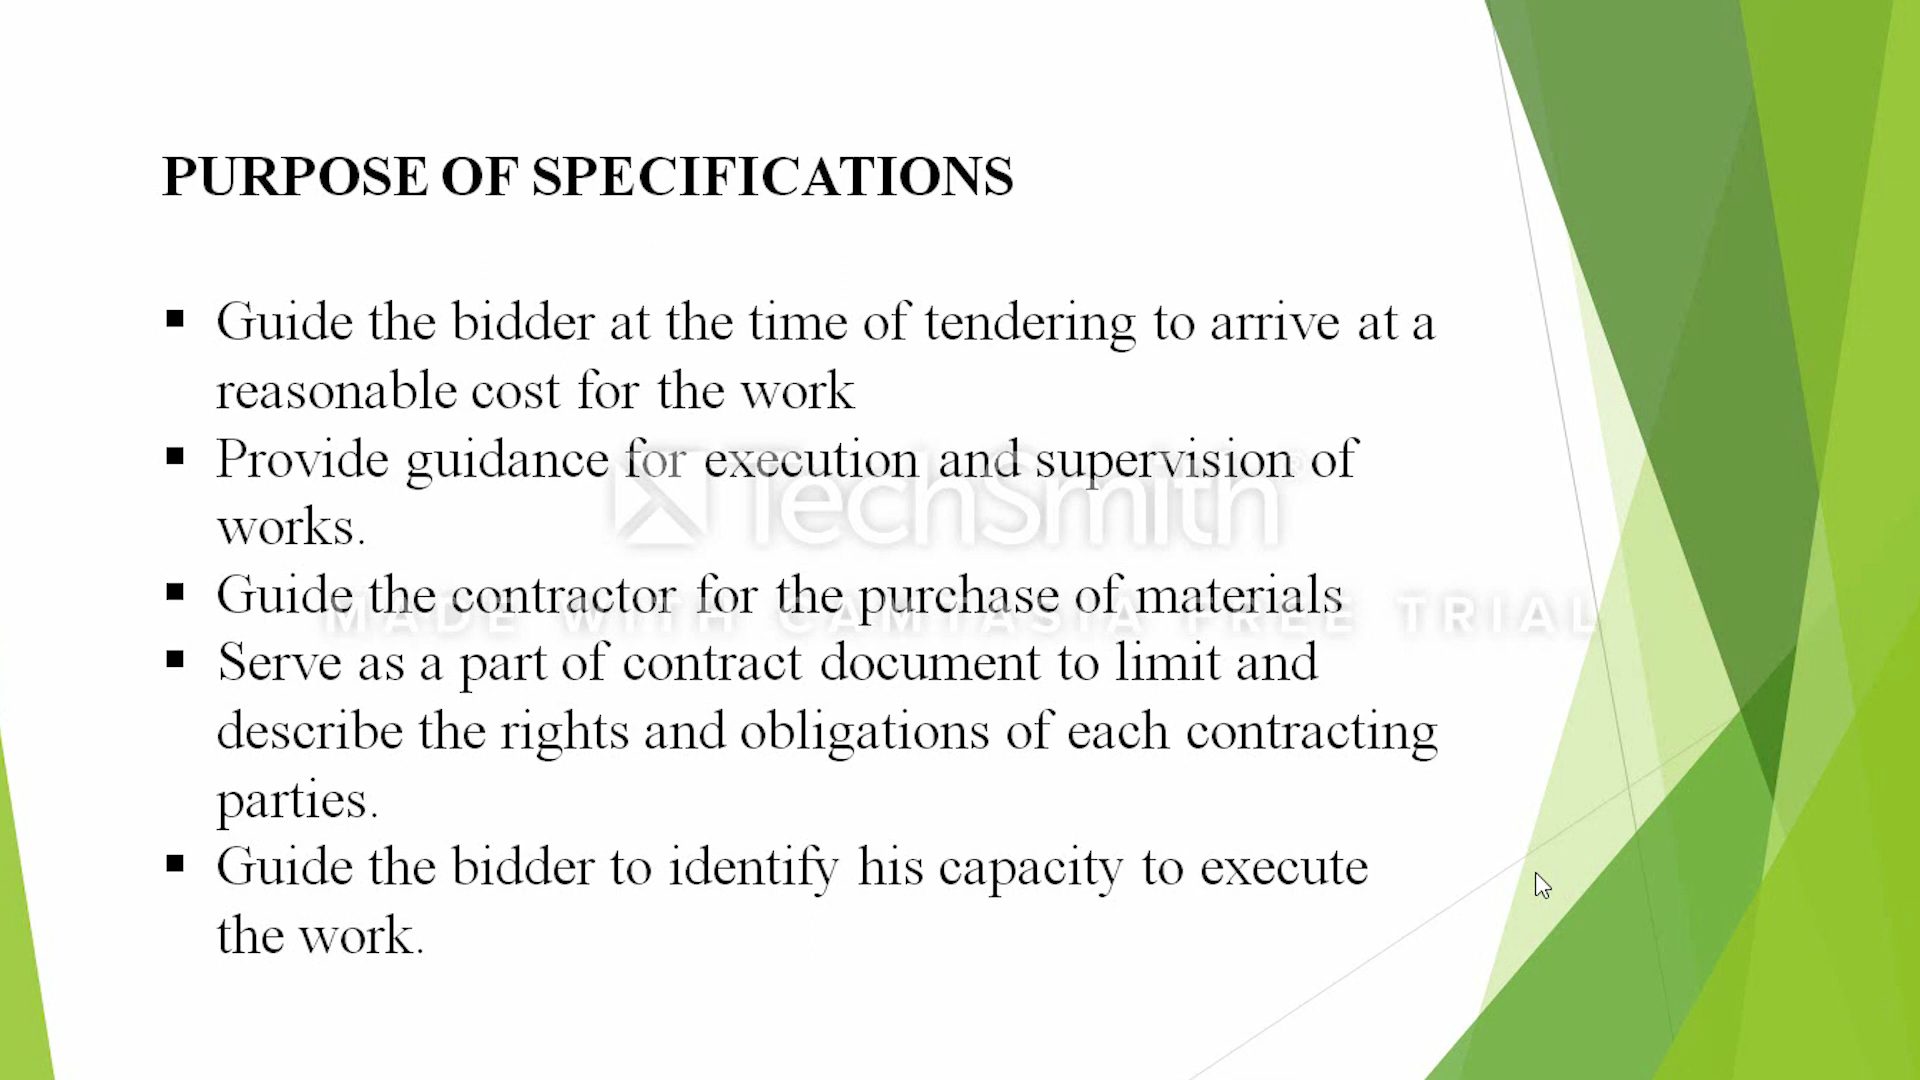 PURPOSE OF SPECIFICATIONS
▪ Guide the bidder at the time of tendering to arrive at a
reasonable cost for the work
▪ Provide guidance for execution and supervision of
works.
▪ Guide the contractor for the purchase of materials
▪ Serve as a part of contract document to limit and
describe the rights and obligations of each contracting
parties.
▪ Guide the bidder to identify his capacity to execute
the work.
TechSmith®
MADE WITH CAMTASIA FREE TRIAL